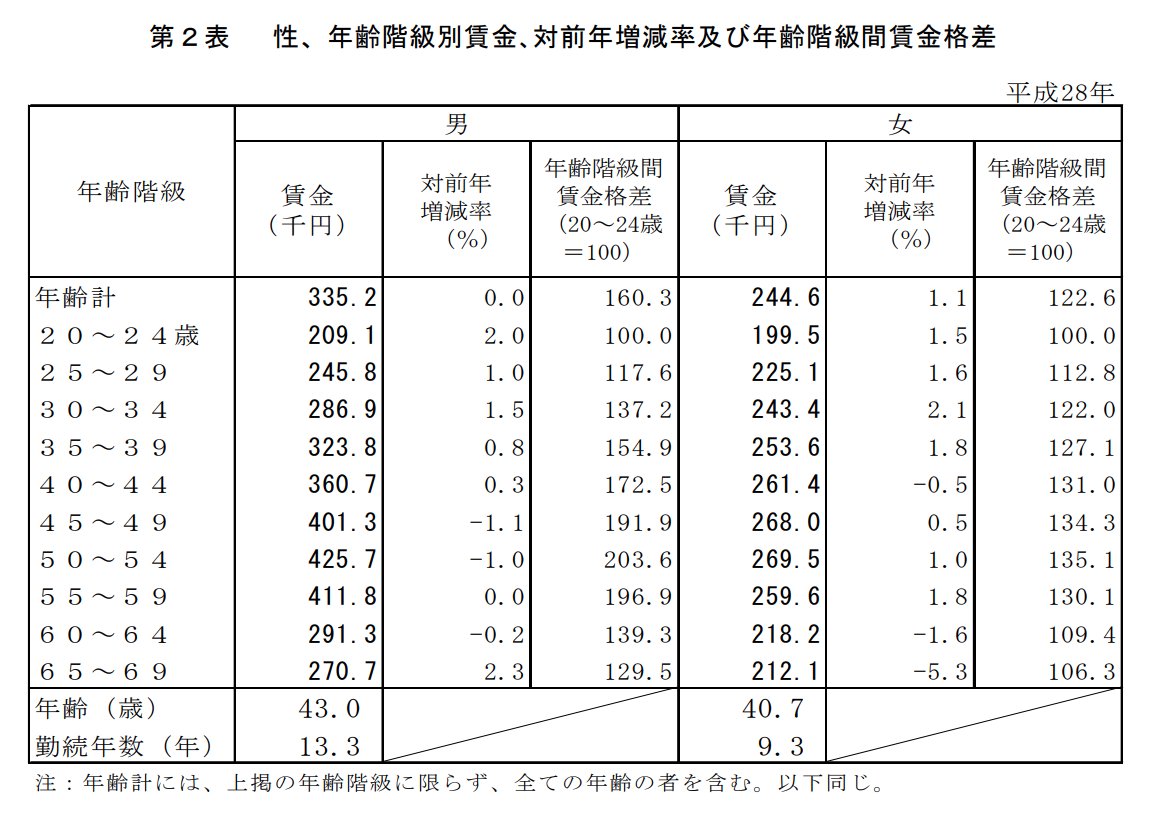 第２表　　性、年齢階級別賃金、対前年増減率及び年齢階級間賃金格差
平成28年
年齢階級 男 女
賃金（千円） 対前年増減率（％） 年齢階級間賃金格差（20～24歳＝100） 賃金（千円） 対前年増減率（％） 年齢階級間賃金格差（20～24歳＝100）
年齢計 335.2 0.0 160.3 244.6 1.1 122.6
２０～２４歳 209.1 2.0 100.0 199.5 1.5 100.0
２５～２９ 245.8 1.0 117.6 225.1 1.6 112.8
３０～３４ 286.9 1.5 137.2 243.4 2.1 122.0
３５～３９ 323.8 0.8 154.9 253.6 1.8 127.1
４０～４４ 360.7 0.3 172.5 261.4 -0.5 131.0
４５～４９ 401.3 -1.1 191.9 268.0 0.5 134.3
５０～５４ 425.7 -1.0 203.6 269.5 1.0 135.1
５５～５９ 411.8 0.0 196.9 259.6 1.8 130.1
６０～６４ 291.3 -0.2 139.3 218.2 -1.6 109.4
６５～６９ 270.7 2.3 129.5 212.1 -5.3 106.3
年齢（歳） 43.0 40.7
勤続年数（年） 13.3 9.3
注：年齢計には、上掲の年齢階級に限らず、全ての年齢の者を含む。以下同じ。